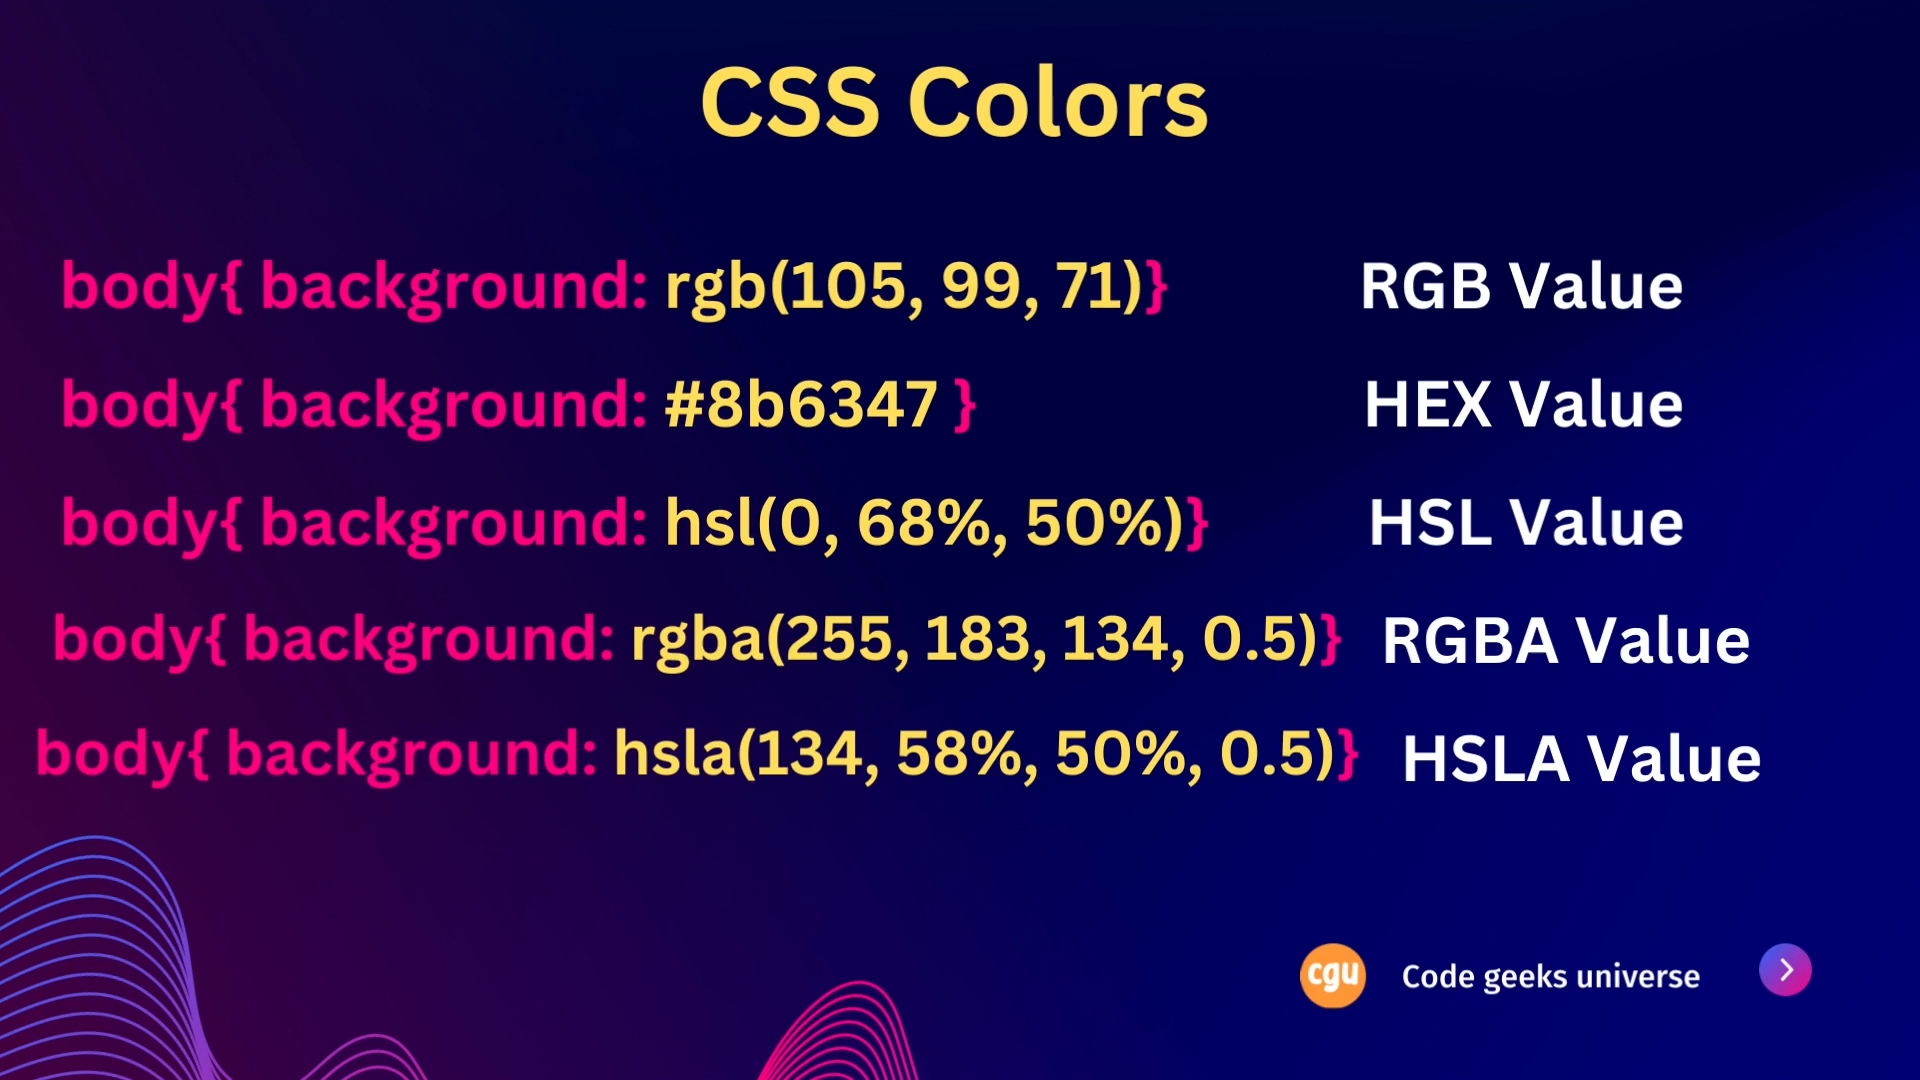 CSS Colors
body{ background: rgb(105, 99, 71)} RGB Value
body{ background: #8b6347 } HEX Value
body{ background: hsl(0, 68%, 50%)} HSL Value
body{ background: rgba(255, 183, 134, 0.5)} RGBA Value
body{ background: hsla(134, 58%, 50%, 0.5)} HSLA Value
cgu Code geeks universe